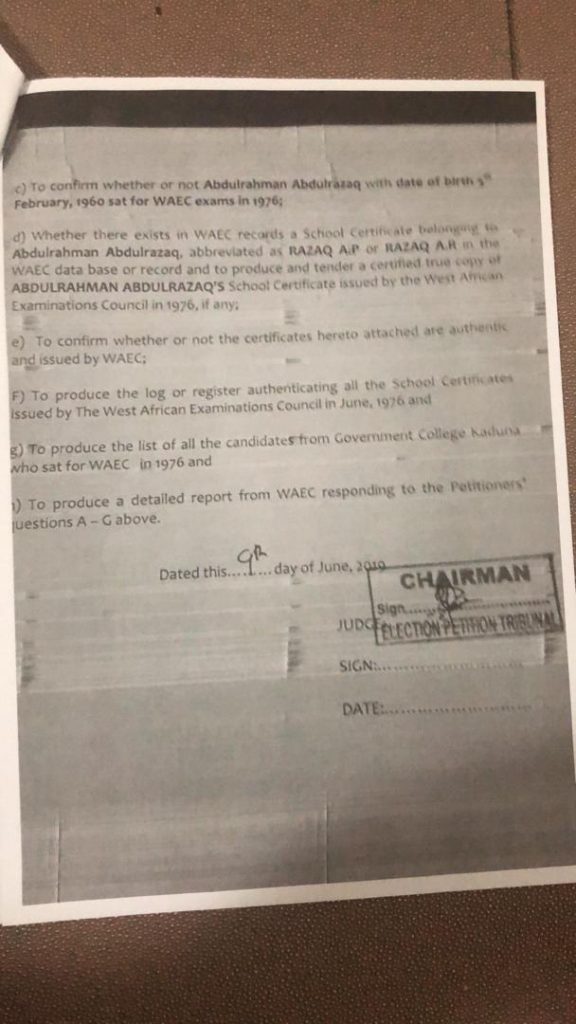 c) To confirm whether or not Abdulrahman Abdulrazaq with date of birth 5th
February, 1960 sat for WAEC exams in 1976;
d) Whether there exists in WAEC records a School Certificate belonging to
Abdulrahman Abdulrazaq, abbreviated as RAZAQ A.P or RAZAQ A.R in the
WAEC data base or record and to produce and tender a certified true copy of
ABDULRAHMAN ABDULRAZAQ'S School Certificate issued by the West African
Examinations Council in 1976, if any;
e) To confirm whether or not the certificates hereto attached are authentic
and issued by WAEC;
F) To produce the log or register authenticating all the School Certificates
issued by The West African Examinations Council in June, 1976 and
g) To produce the list of all the candidates from Government College Kaduna
who sat for WAEC in 1976 and
) To produce a detailed report from WAEC responding to the Petitioners'
uestions A – G above.
Dated this....9th....day of June, 2019
CHAIRMAN
Sign..................
JUDGE
ELECTION PETITION TRIBUNAL
SIGN:..........................
DATE:..........................